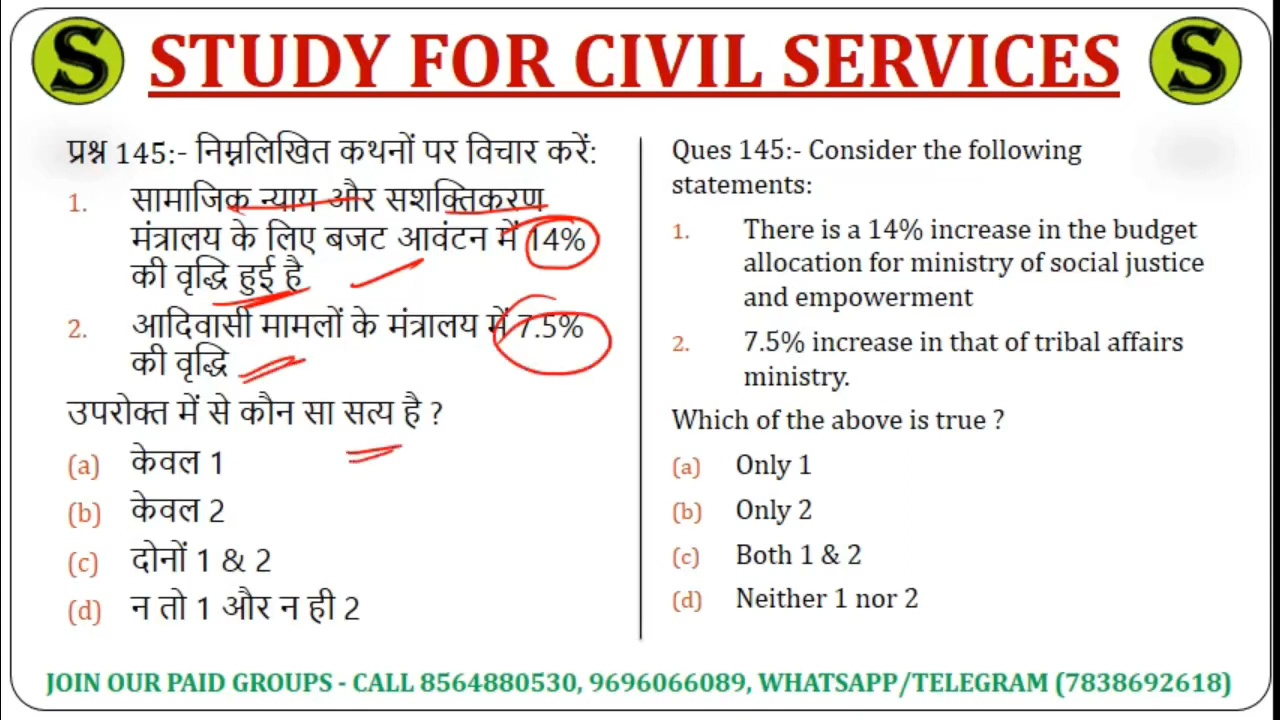 S STUDY FOR CIVIL SERVICES S
प्रश्न 145:- निम्नलिखित कथनों पर विचार करें:
1. सामाजिक न्याय और सशक्तिकरण
मंत्रालय के लिए बजट आवंटन में 14%
की वृद्धि हुई है
2. आदिवासी मामलों के मंत्रालय में 7.5%
की वृद्धि
उपरोक्त में से कौन सा सत्य है ?
(a) केवल 1
(b) केवल 2
(c) दोनों 1 & 2
(d) न तो 1 और न ही 2
Ques 145:- Consider the following
statements:
1. There is a 14% increase in the budget
allocation for ministry of social justice
and empowerment
2. 7.5% increase in that of tribal affairs
ministry.
Which of the above is true ?
(a) Only 1
(b) Only 2
(c) Both 1 & 2
(d) Neither 1 nor 2
JOIN OUR PAID GROUPS - CALL 8564880530, 9696066089, WHATSAPP/TELEGRAM (7838692618)